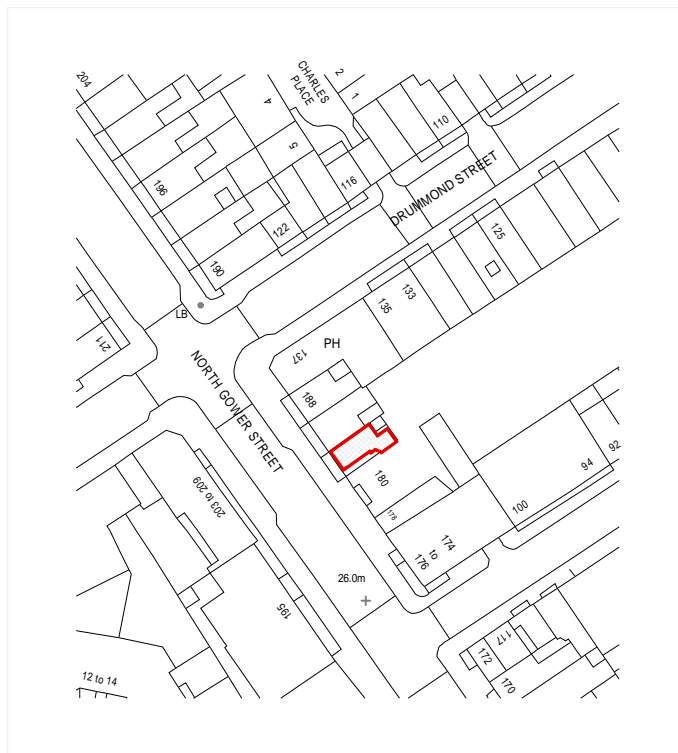 204
CHARLES
PLACE
2
1
4
5
110
196
116
DRUMMOND STREET
122
125
190
LB
133
135
211
PH
137
NORTH GOWER STREET
188
203 to 209
180
178
100
94
92
174
to
176
26.0m
195
117
172
170
12 to 14